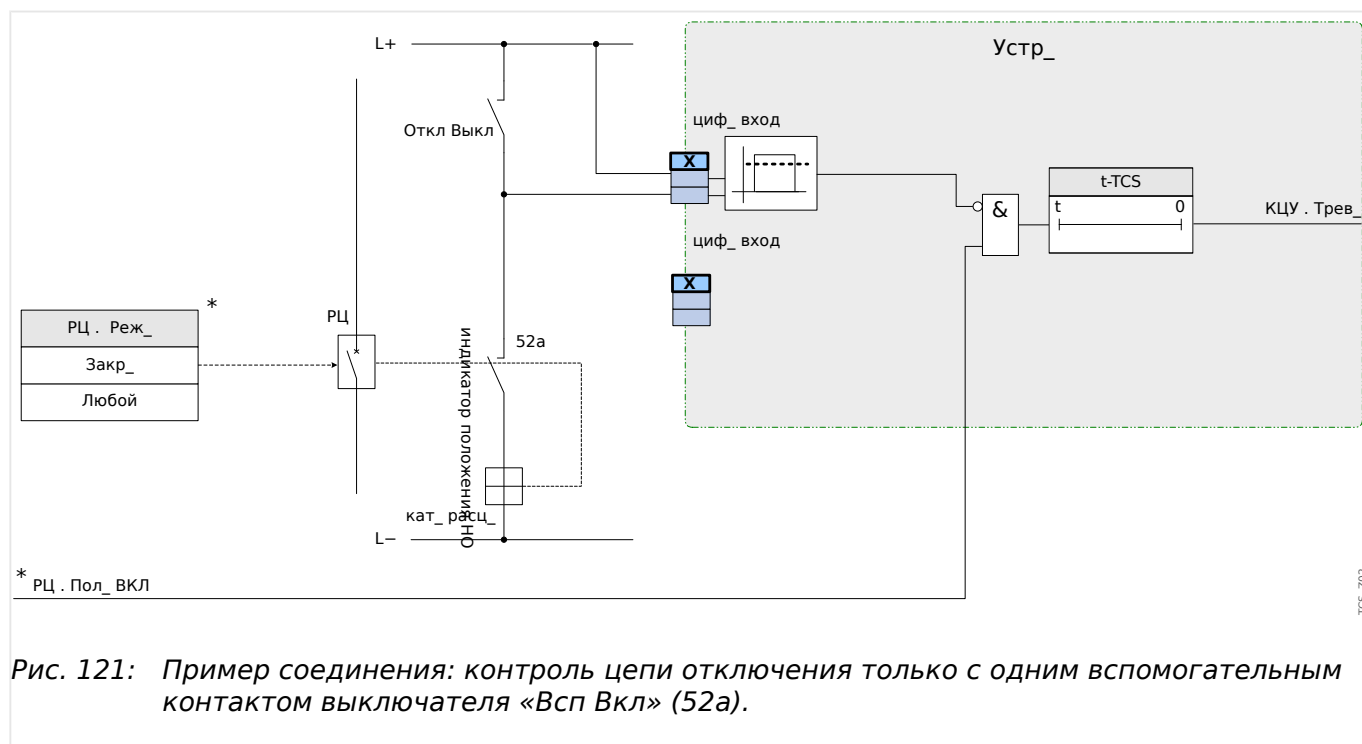 Устр_
L+
циф_ вход
Откл Выкл
X
t-TCS
&
t 0
КЦУ . Трев_
циф_ вход
X
*
РЦ
РЦ . Реж_
52a
Закр_
Любой
индикатор положения НО
кат_ расц_
L−
*
РЦ . Пол_ ВКЛ
Рис. 121: Пример соединения: контроль цепи отключения только с одним вспомогательным
контактом выключателя «Всп Вкл» (52a).